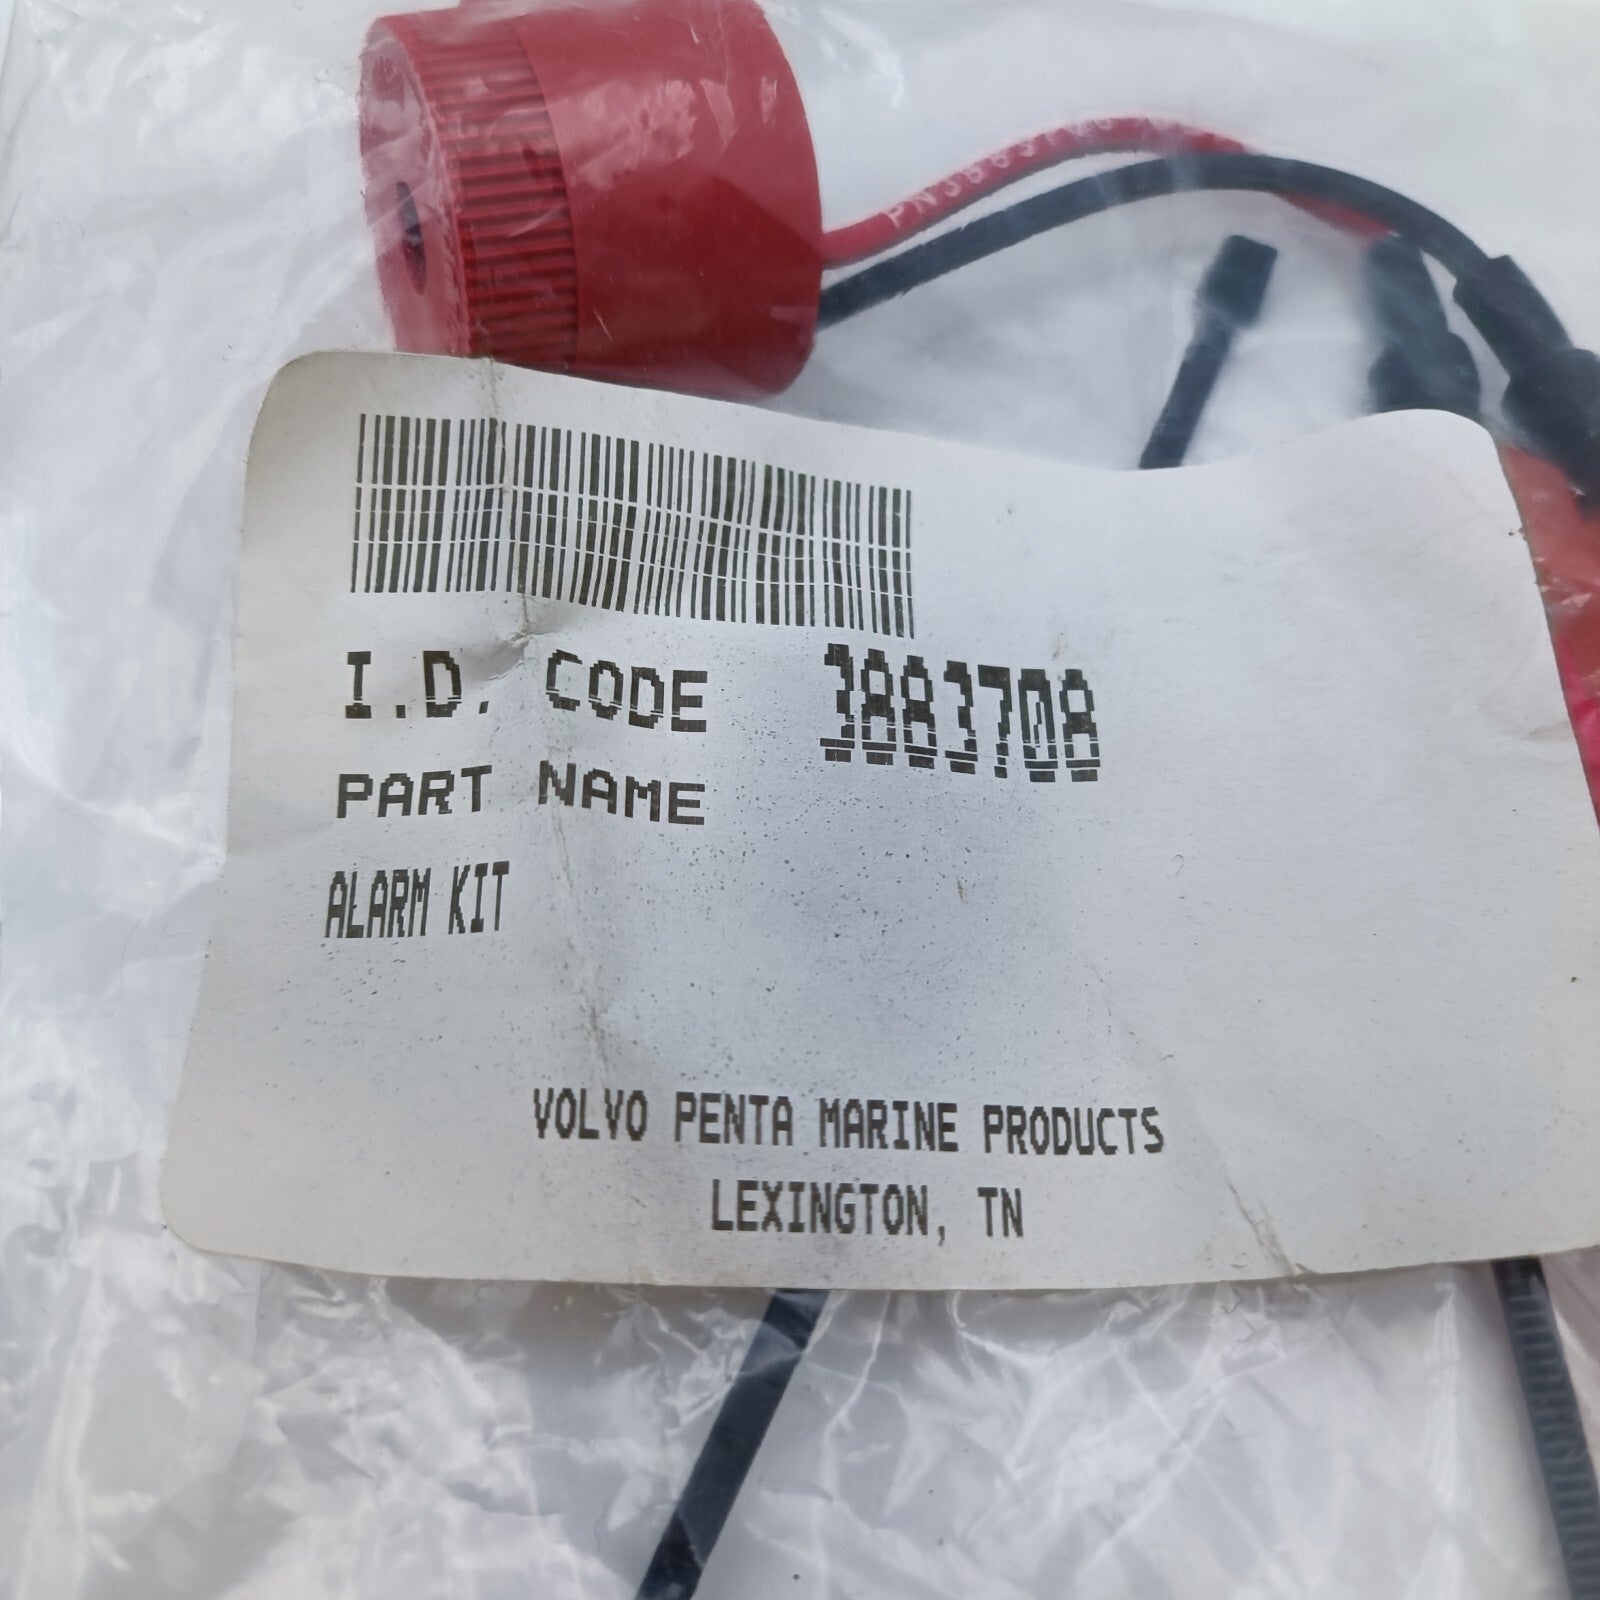 I.D. CODE 3883708
PART NAME
ALARM KIT
VOLVO PENTA MARINE PRODUCTS
LEXINGTON, TN